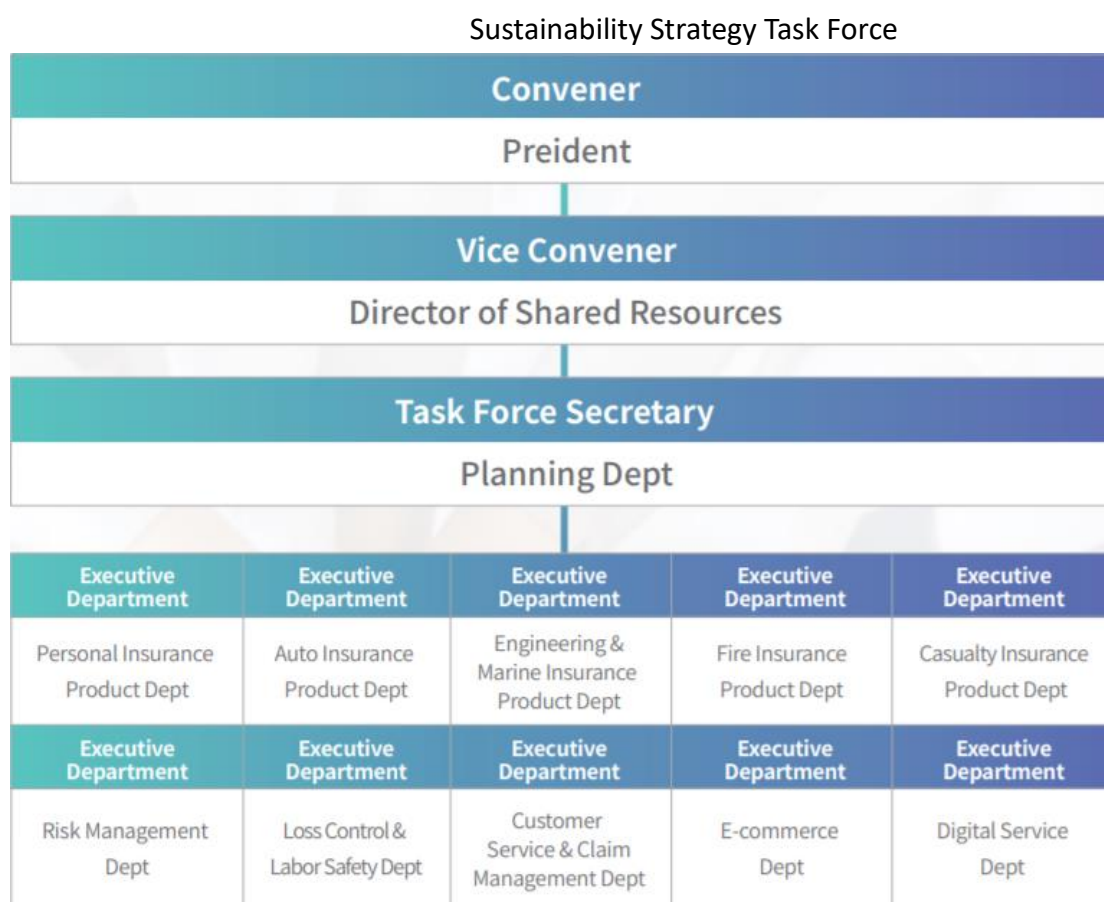 Sustainability Strategy Task Force
Convener
Preident
Vice Convener
Director of Shared Resources
Task Force Secretary
Planning Dept
Executive
Department
Executive
Department
Executive
Department
Executive
Department
Executive
Department
Personal Insurance
Product Dept
Auto Insurance
Product Dept
Engineering &
Marine Insurance
Product Dept
Fire Insurance
Product Dept
Casualty Insurance
Product Dept
Executive
Department
Executive
Department
Executive
Department
Executive
Department
Executive
Department
Risk Management
Dept
Loss Control &
Labor Safety Dept
Customer
Service & Claim
Management Dept
E-commerce
Dept
Digital Service
Dept